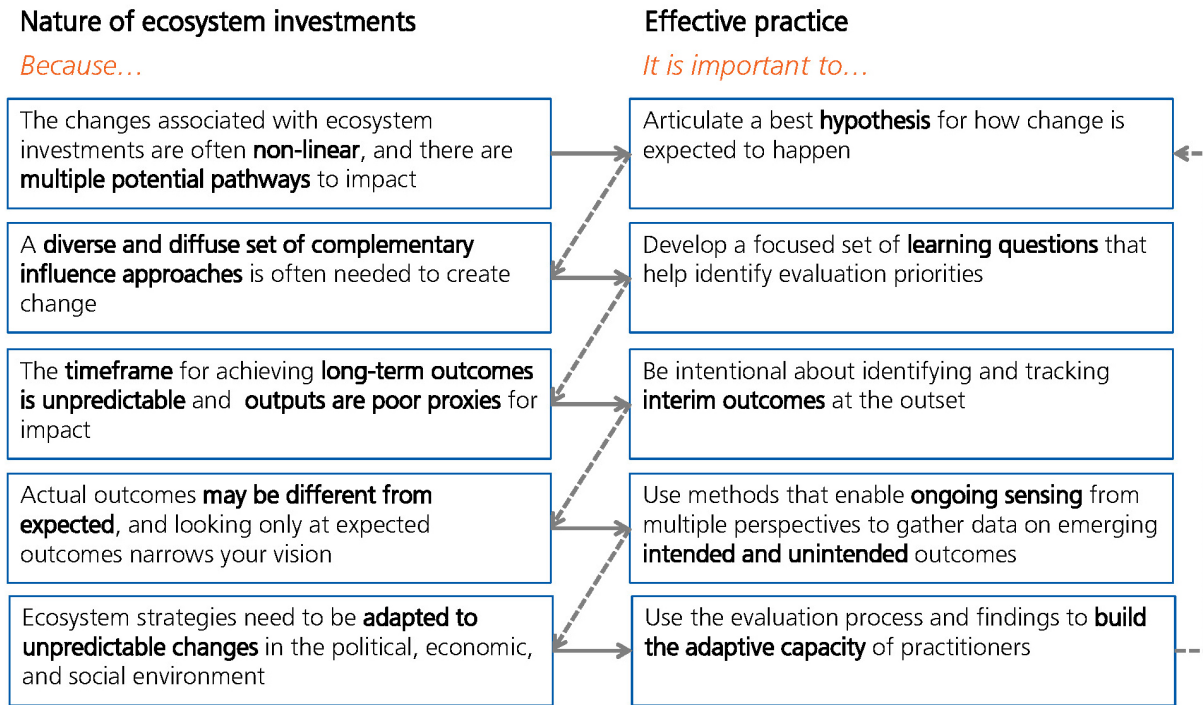 Nature of ecosystem investments
Effective practice
Because…
It is important to…
The changes associated with ecosystem
investments are often non-linear, and there are
multiple potential pathways to impact
Articulate a best hypothesis for how change is
expected to happen
A diverse and diffuse set of complementary
influence approaches is often needed to create
change
Develop a focused set of learning questions that
help identify evaluation priorities
The timeframe for achieving long-term outcomes
is unpredictable and outputs are poor proxies for
impact
Be intentional about identifying and tracking
interim outcomes at the outset
Actual outcomes may be different from
expected, and looking only at expected
outcomes narrows your vision
Use methods that enable ongoing sensing from
multiple perspectives to gather data on emerging
intended and unintended outcomes
Ecosystem strategies need to be adapted to
unpredictable changes in the political, economic,
and social environment
Use the evaluation process and findings to build
the adaptive capacity of practitioners